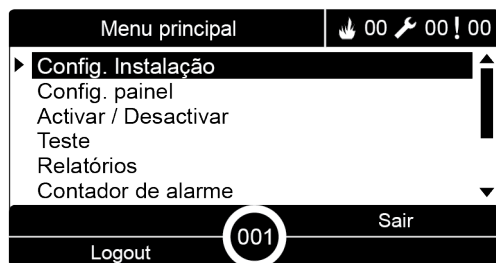 Menu principal 00 00 ! 00
Config. Instalação
Config. painel
Activar / Desactivar
Teste
Relatórios
Contador de alarme
Sair
001
Logout